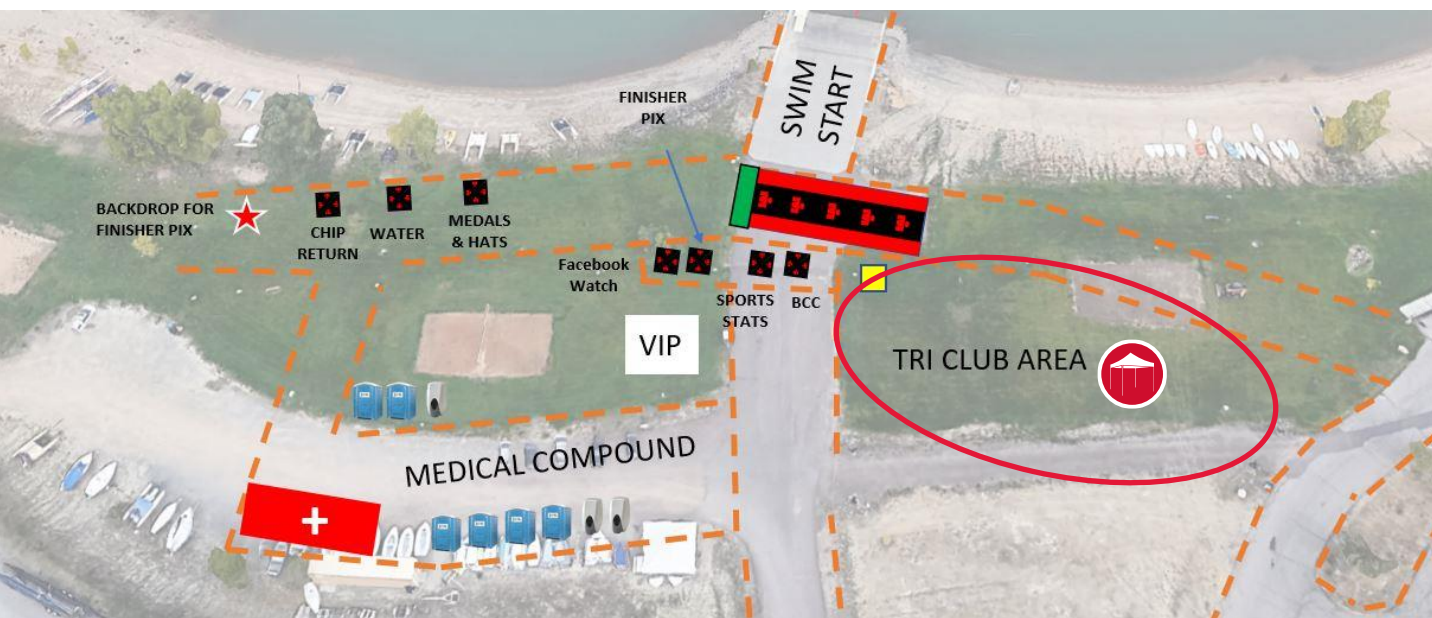 FINISHER
PIX
SWIM
START
BACKDROP FOR
FINISHER PIX
CHIP
RETURN
WATER
MEDALS
& HATS
Facebook
Watch
SPORTS
STATS
BCC
VIP
TRI CLUB AREA
MEDICAL COMPOUND